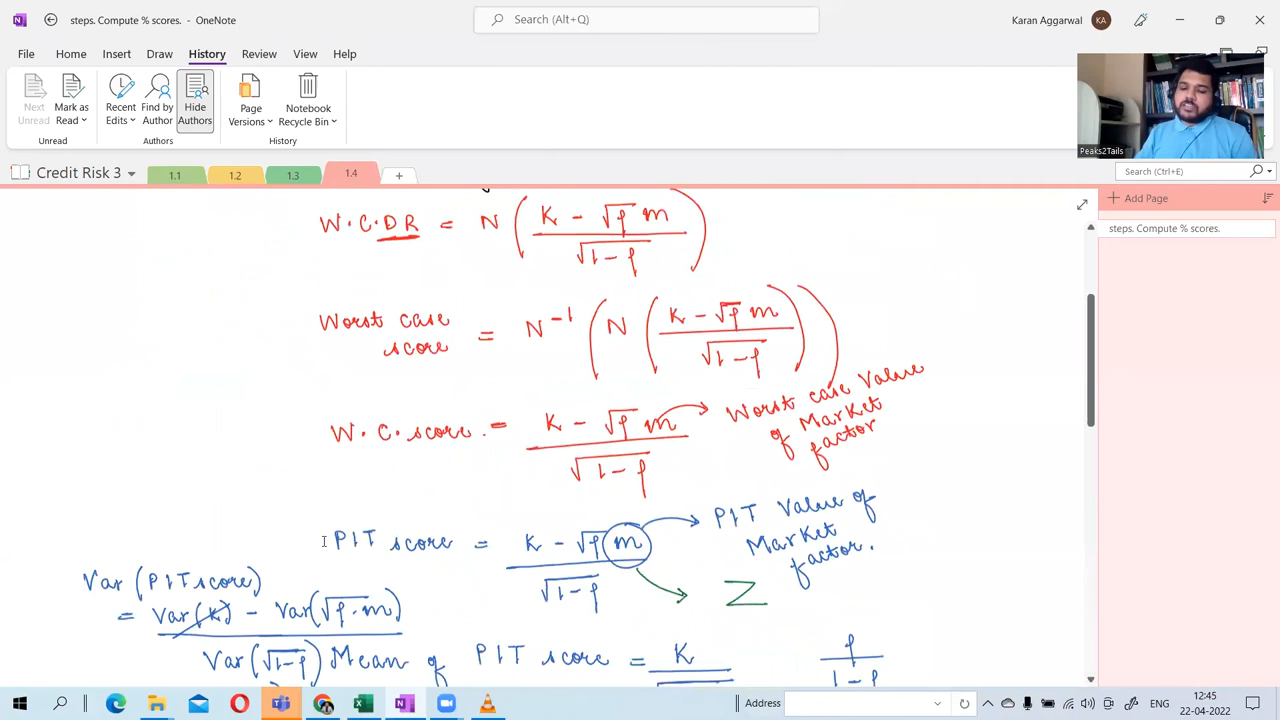 steps. Compute % scores. - OneNote
Search (Alt+Q)
Karan Aggarwal
KA
File Home Insert Draw History Review View Help
Next Unread
Mark as Read
Recent Edits
Find by Author
Hide Authors
Page Versions
Notebook Recycle Bin
Unread
Authors
History
Peaks2Tails
Credit Risk 3
1.1
1.2
1.3
1.4
+
Search (Ctrl+E)
Add Page
steps. Compute % scores.
W.C.DR = N ( (K - √ρ m) / √(1-ρ) )
Worst case score = N⁻¹ ( N ( (K - √ρ m) / √(1-ρ) ) )
W.C.score. = (K - √ρ m) / √(1-ρ)
Worst case Value of Market factor
PIT score = (K - √ρ m) / √(1-ρ)
PIT Value of Market factor.
Z
Var (PIT score)
= (Var(K) - Var(√ρ.m)) / Var(√1-ρ)
Mean of PIT score = K
ρ / (1-ρ)
Address
ENG
12:45
22-04-2022